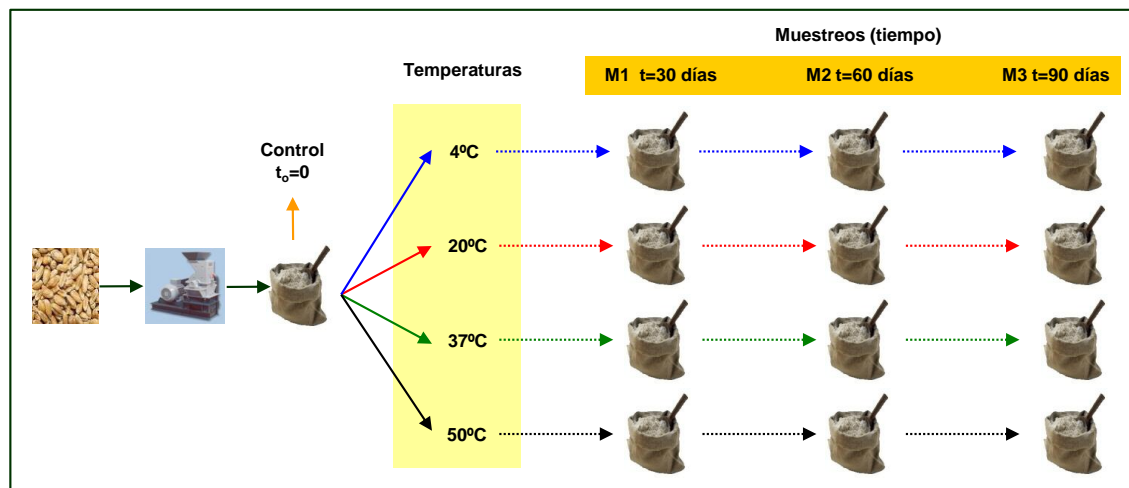 Muestreos (tiempo)
Temperaturas
M1 t=30 días
M2 t=60 días
M3 t=90 días
Control
to=0
4ºC
20ºC
37ºC
50ºC